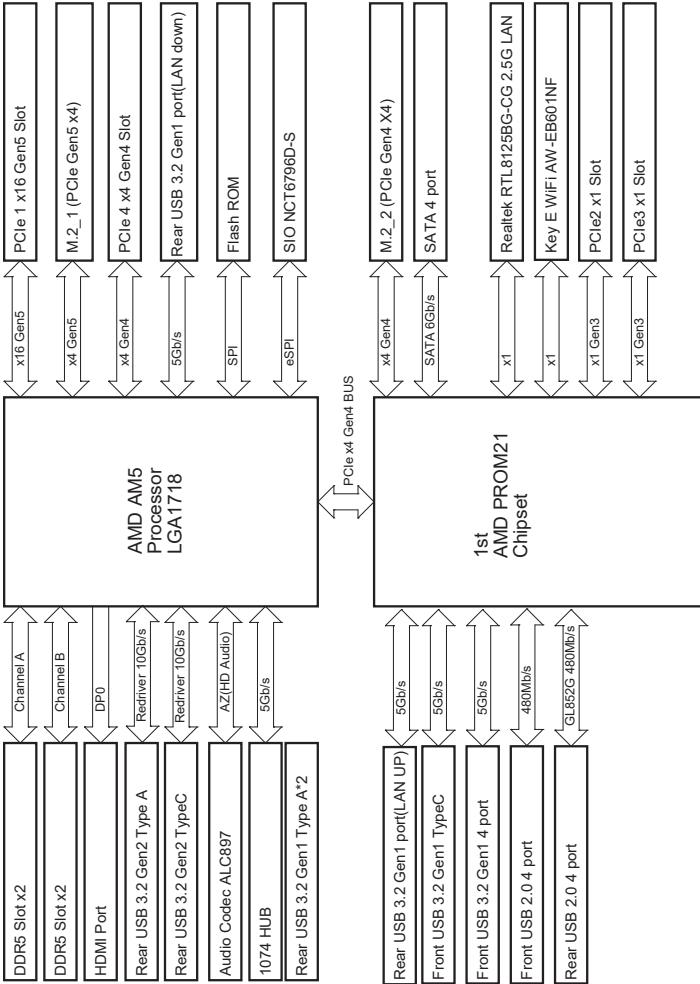 PCIe 1 x16 Gen5 Slot
M.2_1 (PCIe Gen5 x4)
PCIe 4 x4 Gen4 Slot
Rear USB 3.2 Gen1 port(LAN down)
Flash ROM
SIO NCT6796D-S
x16 Gen5
x4 Gen5
x4 Gen4
5Gb/s
SPI
eSPI
AMD AM5
Processor
LGA1718
Channel A
Channel B
DP0
Redriver 10Gb/s
Redriver 10Gb/s
AZ(HD Audio)
5Gb/s
DDR5 Slot x2
DDR5 Slot x2
HDMI Port
Rear USB 3.2 Gen2 Type A
Rear USB 3.2 Gen2 TypeC
Audio Codec ALC897
1074 HUB
Rear USB 3.2 Gen1 Type A*2
PCIe x4 Gen4 BUS
M.2_2 (PCIe Gen4 X4)
SATA 4 port
Realtek RTL8125BG-CG 2.5G LAN
Key E WiFi AW-EB601NF
PCIe2 x1 Slot
PCIe3 x1 Slot
x4 Gen4
SATA 6Gb/s
x1
x1
x1 Gen3
x1 Gen3
1st
AMD PROM21
Chipset
5Gb/s
5Gb/s
5Gb/s
480Mb/s
GL852G 480Mb/s
Rear USB 3.2 Gen1 port(LAN UP)
Front USB 3.2 Gen1 TypeC
Front USB 3.2 Gen1 4 port
Front USB 2.0 4 port
Rear USB 2.0 4 port